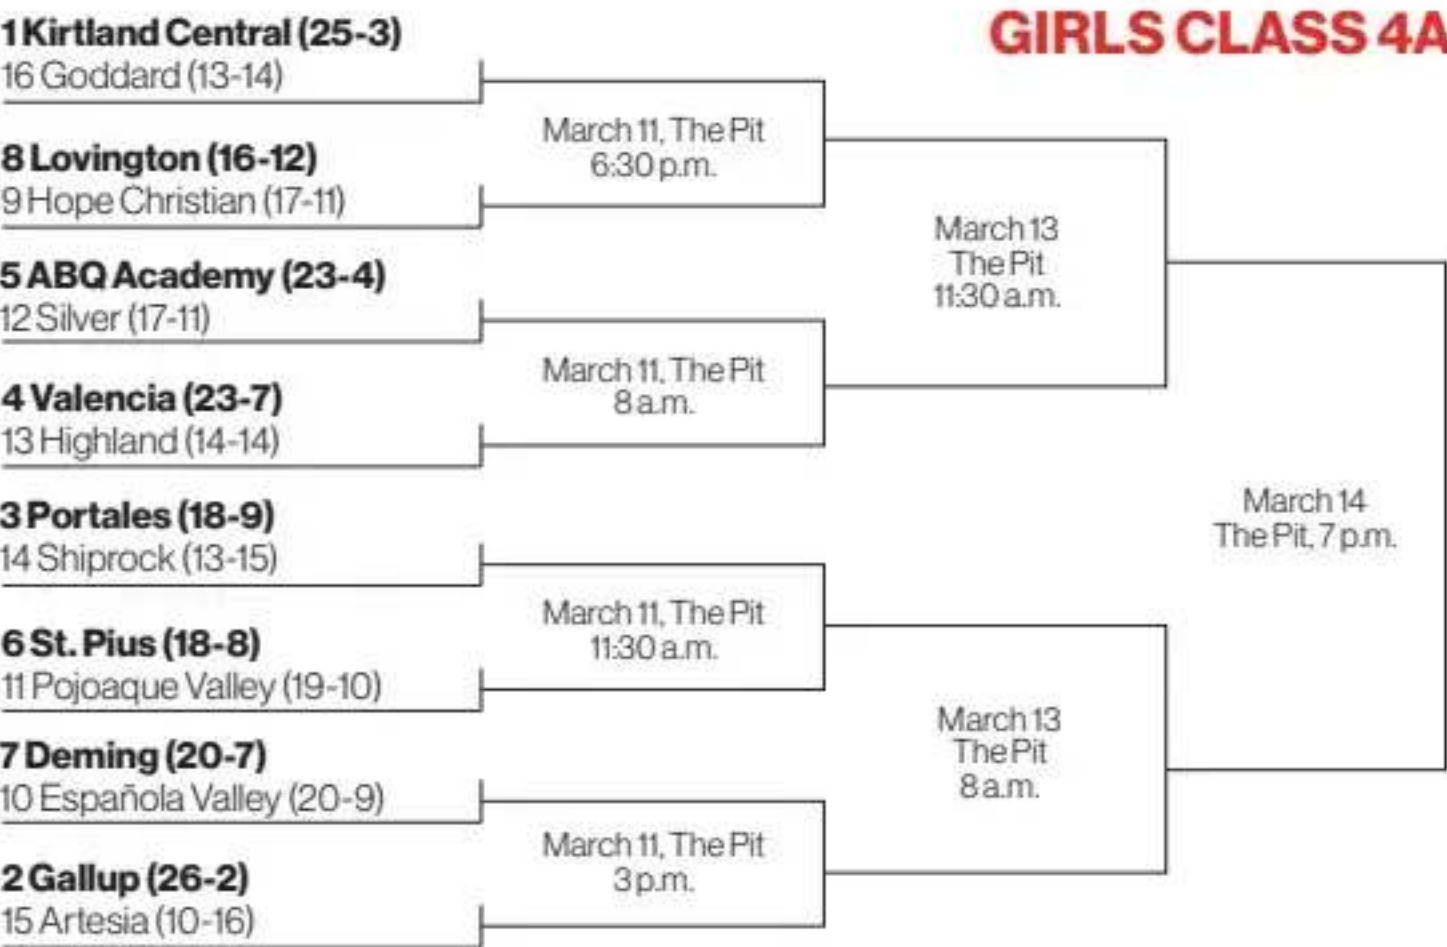 GIRLS CLASS 4A
1 Kirtland Central (25-3)
16 Goddard (13-14)
8 Lovington (16-12)
9 Hope Christian (17-11)
5 ABQ Academy (23-4)
12 Silver (17-11)
4 Valencia (23-7)
13 Highland (14-14)
3 Portales (18-9)
14 Shiprock (13-15)
6 St. Pius (18-8)
11 Pojoaque Valley (19-10)
7 Deming (20-7)
10 Española Valley (20-9)
2 Gallup (26-2)
15 Artesia (10-16)
March 11, The Pit
6:30 p.m.
March 11, The Pit
8 a.m.
March 11, The Pit
11:30 a.m.
March 11, The Pit
3 p.m.
March 13
The Pit
11:30 a.m.
March 13
The Pit
8 a.m.
March 14
The Pit, 7 p.m.